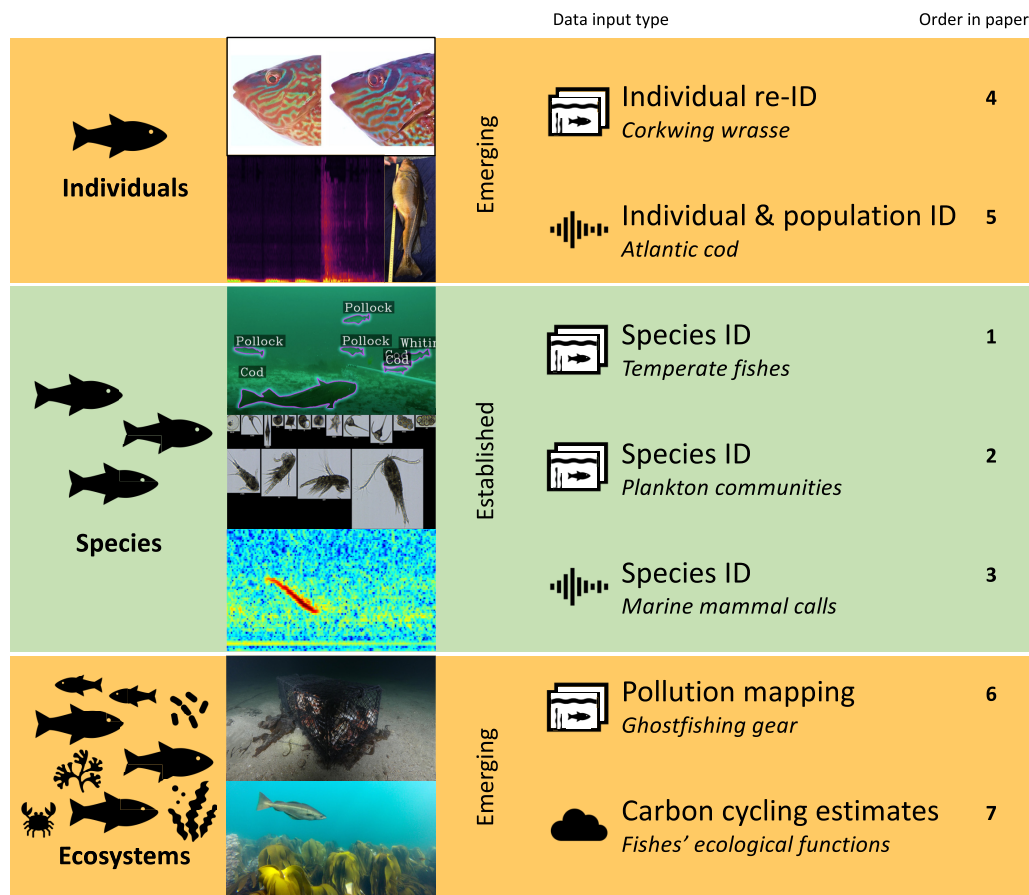 Data input type
Order in paper
Individuals
Emerging
Individual re-ID
Corkwing wrasse
4
Individual & population ID
Atlantic cod
5
Species
Pollock
Pollock
Pollock
Whitin
Cod
Cod
Cod
Established
Species ID
Temperate fishes
1
Species ID
Plankton communities
2
Species ID
Marine mammal calls
3
Ecosystems
Emerging
Pollution mapping
Ghostfishing gear
6
Carbon cycling estimates
Fishes’ ecological functions
7